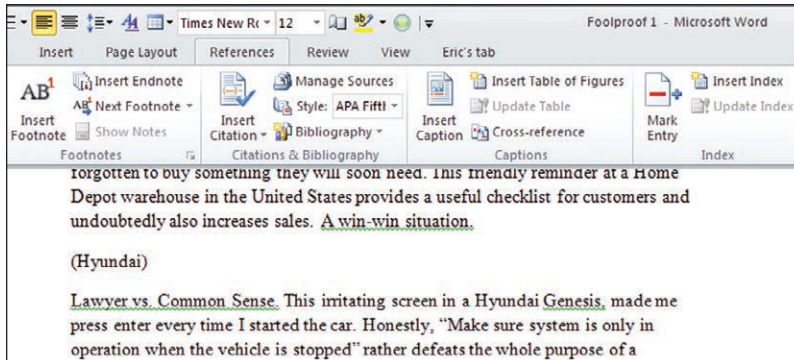 Times New R 12 Foolproof 1 - Microsoft Word
Insert Page Layout References Review View Eric's tab
AB1 Insert Footnote
Insert Endnote
AB1 Next Footnote
Show Notes
Footnotes
Insert Citation
Manage Sources
Style: APA Fift
Bibliography
Citations & Bibliography
Insert Caption
Insert Table of Figures
Update Table
Cross-reference
Captions
Mark Entry
Insert Index
Update Index
Index
forgotten to buy something they will soon need. This friendly reminder at a Home
Depot warehouse in the United States provides a useful checklist for customers and
undoubtedly also increases sales. A win-win situation.
(Hyundai)
Lawyer vs. Common Sense. This irritating screen in a Hyundai Genesis, made me
press enter every time I started the car. Honestly, “Make sure system is only in
operation when the vehicle is stopped” rather defeats the whole purpose of a